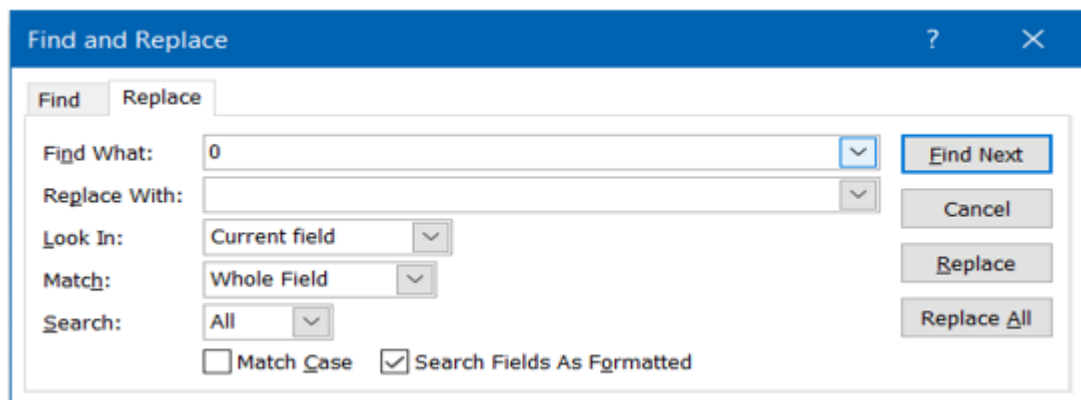 Find and Replace ?
Find Replace
Find What: 0 Find Next
Replace With: Cancel
Look In: Current field
Match: Whole Field Replace
Search: All Replace All
Match Case Search Fields As Formatted